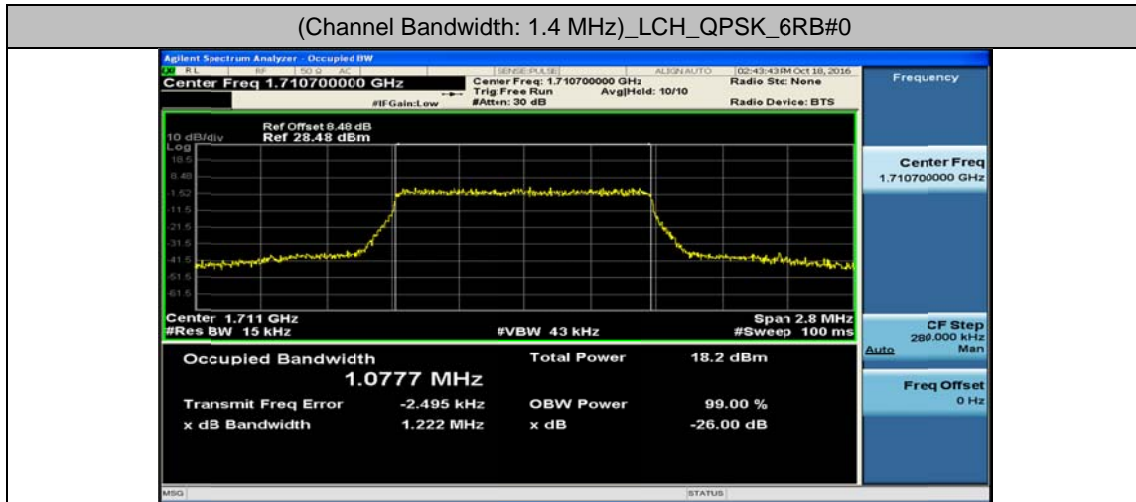 (Channel Bandwidth: 1.4 MHz)_LCH_QPSK_6RB#0
Agilent Spectrum Analyzer - Occupied BW
RL RF 50 Ω AC SENSE:PULSE ALIGN AUTO 02:43:43 PM Oct 18, 2016
Center Freq 1.710700000 GHz
Center Freq: 1.710700000 GHz
Radio Std: None
Trig: Free Run Avg|Held: 10/10
#IFGain:Low #Atten: 30 dB Radio Device: BTS
Ref Offset 8.48 dB
10 dB/div Ref 28.48 dBm
Log
18.5
8.48
-1.52
-11.5
-21.5
-31.5
-41.5
-51.5
-61.5
Center 1.711 GHz Span 2.8 MHz
#Res BW 15 kHz #VBW 43 kHz #Sweep 100 ms
Occupied Bandwidth Total Power 18.2 dBm
1.0777 MHz
Transmit Freq Error -2.495 kHz OBW Power 99.00 %
x dB Bandwidth 1.222 MHz x dB -26.00 dB
MSG STATUS
Frequency
Center Freq
1.710700000 GHz
CF Step
280.000 kHz
Auto Man
Freq Offset
0 Hz